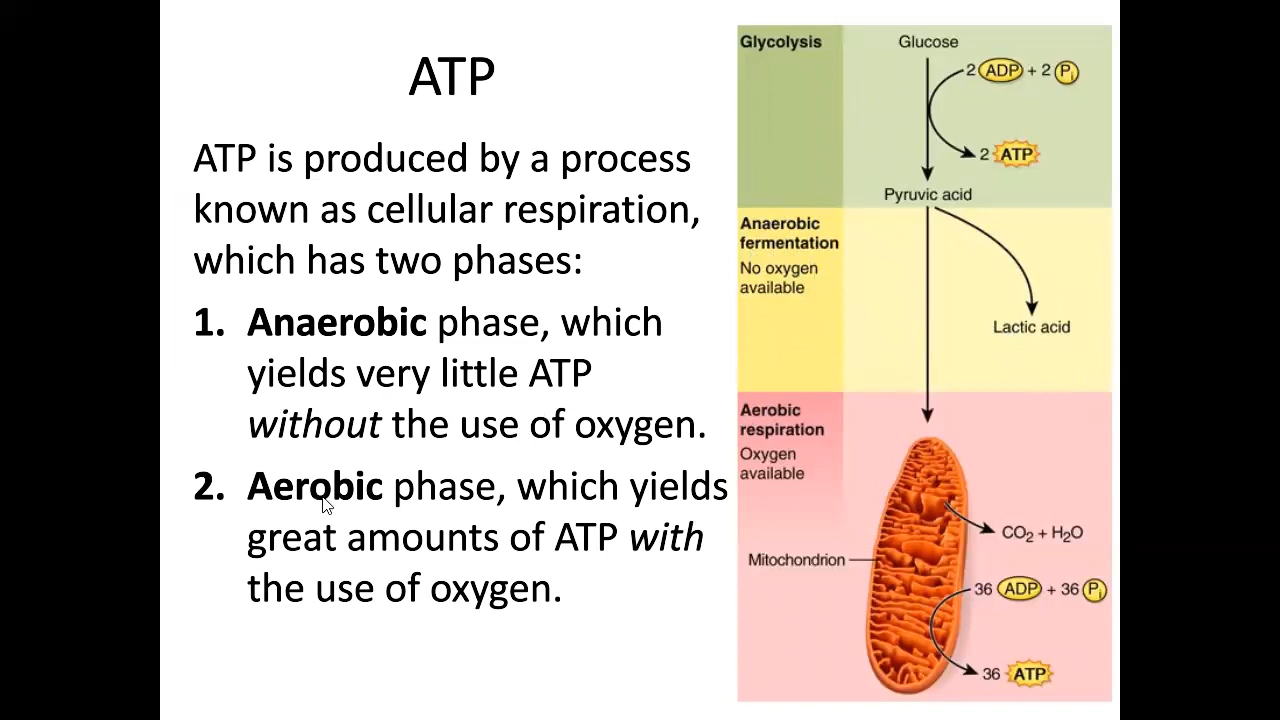 ATP
ATP is produced by a process
known as cellular respiration,
which has two phases:
1. Anaerobic phase, which
yields very little ATP
without the use of oxygen.
2. Aerobic phase, which yields
great amounts of ATP with
the use of oxygen.
Glycolysis
Glucose
2 ADP + 2 Pi
2 ATP
Pyruvic acid
Anaerobic
fermentation
No oxygen
available
Lactic acid
Aerobic
respiration
Oxygen
available
CO₂ + H₂O
Mitochondrion
36 ADP + 36 Pi
36 ATP